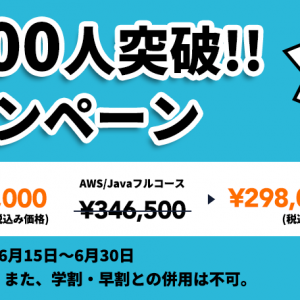 00人突破!!
ンペーン
AWS/Javaフルコース
,000 ¥346,500 ▶ ¥298,0
税込み価格) (税込
6月15日～6月30日
また、学割・早割との併用は不可。